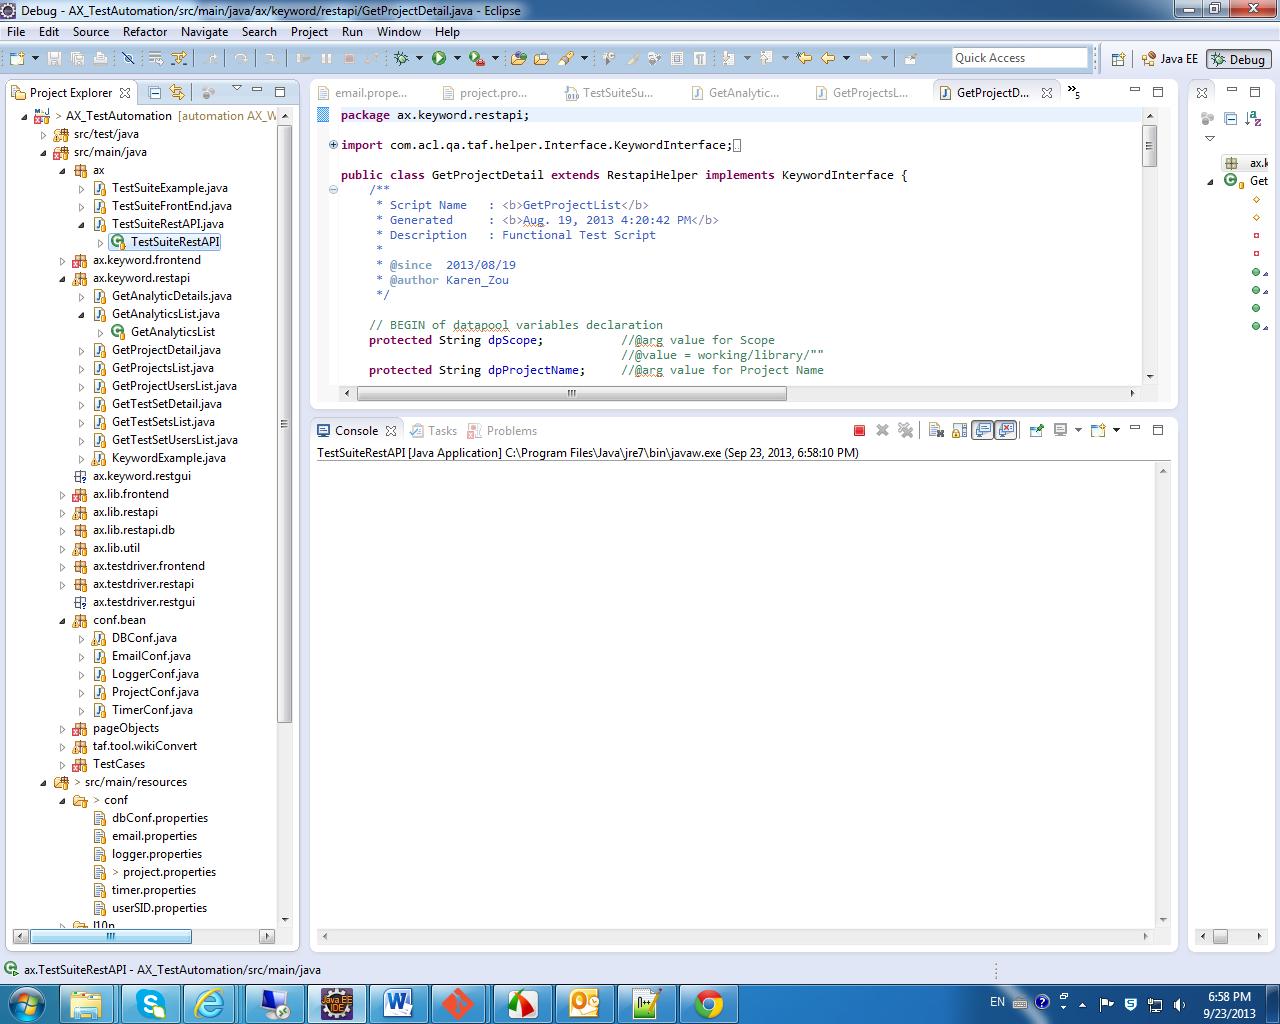 Debug - AX_TestAutomation/src/main/java/ax/keyword/restapi/GetProjectDetail.java - Eclipse
File Edit Source Refactor Navigate Search Project Run Window Help
Quick Access
Java EE
Debug
Project Explorer
> AX_TestAutomation [automation AX_W
src/test/java
src/main/java
ax
TestSuiteExample.java
TestSuiteFrontEnd.java
TestSuiteRestAPI.java
TestSuiteRestAPI
ax.keyword.frontend
ax.keyword.restapi
GetAnalyticDetails.java
GetAnalyticsList.java
GetAnalyticsList
GetProjectDetail.java
GetProjectsList.java
GetProjectUsersList.java
GetTestSetDetail.java
GetTestSetsList.java
GetTestSetUsersList.java
KeywordExample.java
ax.keyword.restgui
ax.lib.frontend
ax.lib.restapi
ax.lib.restapi.db
ax.lib.util
ax.testdriver.frontend
ax.testdriver.restapi
ax.testdriver.restgui
conf.bean
DBConf.java
EmailConf.java
LoggerConf.java
ProjectConf.java
TimerConf.java
pageObjects
taf.tool.wikiConvert
TestCases
> src/main/resources
> conf
dbConf.properties
email.properties
logger.properties
> project.properties
timer.properties
userSID.properties
l10n
email.prope...
project.pro...
TestSuiteSu...
GetAnalytic...
GetProjectsL...
GetProjectD...
»5
package ax.keyword.restapi;
import com.acl.qa.taf.helper.Interface.KeywordInterface;
public class GetProjectDetail extends RestapiHelper implements KeywordInterface {
/**
* Script Name : <b>GetProjectList</b>
* Generated : <b>Aug. 19, 2013 4:20:42 PM</b>
* Description : Functional Test Script
*
* @since 2013/08/19
* @author Karen_Zou
*/
// BEGIN of datapool variables declaration
protected String dpScope; //@arg value for Scope
//@value = working/library/""
protected String dpProjectName; //@arg value for Project Name
ax.k
Get
Console
Tasks
Problems
TestSuiteRestAPI [Java Application] C:\Program Files\Java\jre7\bin\javaw.exe (Sep 23, 2013, 6:58:10 PM)
ax.TestSuiteRestAPI - AX_TestAutomation/src/main/java
Java EE
IDE
EN
6:58 PM
9/23/2013